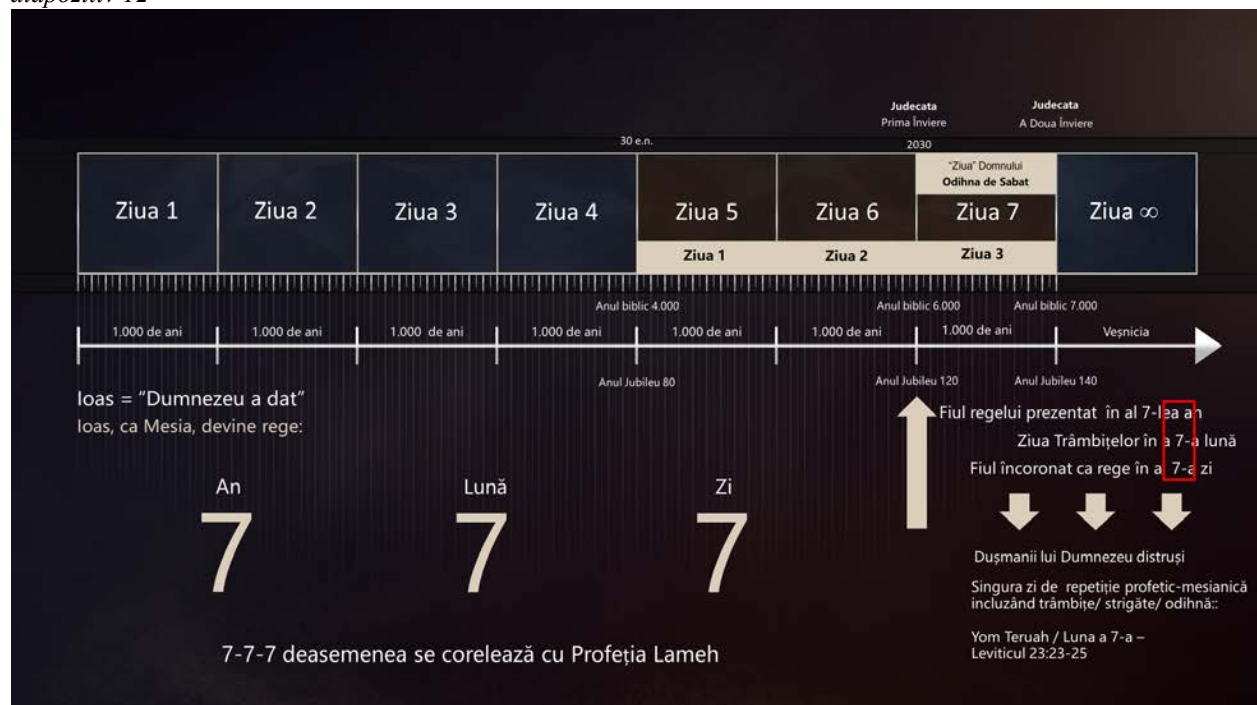 diapozitiv 12
Judecata
Prima Înviere
Judecata
A Doua Înviere
30 e.n.
2030
"Ziua" Domnului
Odihna de Sabat
Ziua 1
Ziua 2
Ziua 3
Ziua 4
Ziua 5
Ziua 6
Ziua 7
Ziua ∞
Ziua 1
Ziua 2
Ziua 3
Anul biblic 4.000
Anul biblic 6.000
Anul biblic 7.000
1.000 de ani
1.000 de ani
1.000 de ani
1.000 de ani
1.000 de ani
1.000 de ani
1.000 de ani
Veșnicia
Anul Jubileu 80
Anul Jubileu 120
Anul Jubileu 140
Ioas = "Dumnezeu a dat"
Ioas, ca Mesia, devine rege:
Fiul regelui prezentat în al 7-lea an
Ziua Trâmbițelor în a 7-a lună
Fiul încoronat ca rege în a 7-a zi
An
Lună
Zi
7
7
7
Dușmanii lui Dumnezeu distruși
Singura zi de repetiție profetic-mesianică
incluzând trâmbițe/ strigăte/ odihnă::
Yom Teruah / Luna a 7-a –
Leviticul 23:23-25
7-7-7 deasemenea se corelează cu Profeția Lameh